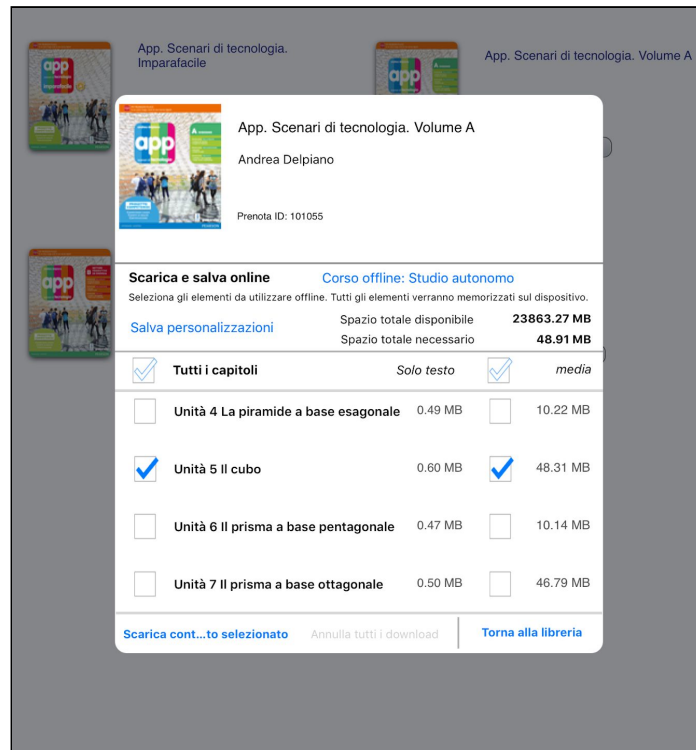 App. Scenari di tecnologia.
Imparafacile
App. Scenari di tecnologia. Volume A
app
Imparafacile
app
app
A
App. Scenari di tecnologia. Volume A
Andrea Delpiano
Prenota ID: 101055
app
Scarica e salva online
Corso offline: Studio autonomo
Seleziona gli elementi da utilizzare offline. Tutti gli elementi verranno memorizzati sul dispositivo.
Salva personalizzazioni
Spazio totale disponibile 23863.27 MB
Spazio totale necessario 48.91 MB
Tutti i capitoli Solo testo media
Unità 4 La piramide a base esagonale 0.49 MB 10.22 MB
Unità 5 Il cubo 0.60 MB 48.31 MB
Unità 6 Il prisma a base pentagonale 0.47 MB 10.14 MB
Unità 7 Il prisma a base ottagonale 0.50 MB 46.79 MB
Scarica cont...to selezionato Annulla tutti i download Torna alla libreria